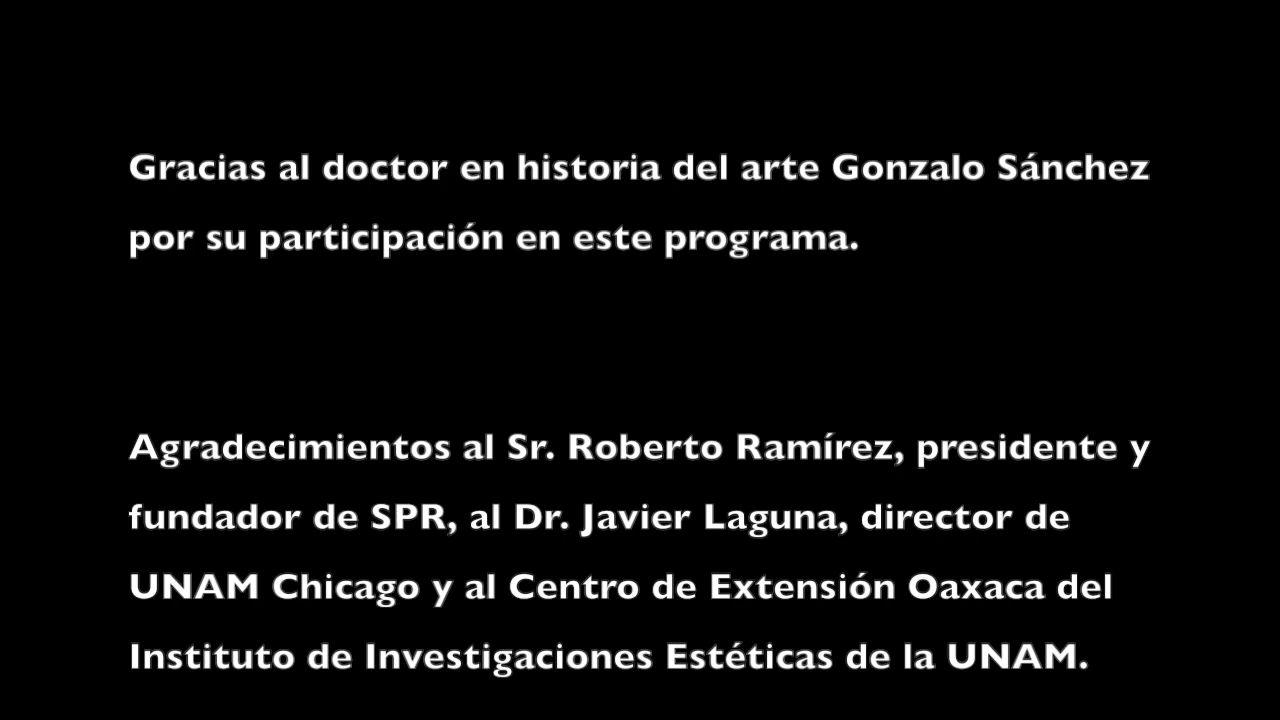 Gracias al doctor en historia del arte Gonzalo Sánchez
por su participación en este programa.
Agradecimientos al Sr. Roberto Ramírez, presidente y
fundador de SPR, al Dr. Javier Laguna, director de
UNAM Chicago y al Centro de Extensión Oaxaca del
Instituto de Investigaciones Estéticas de la UNAM.